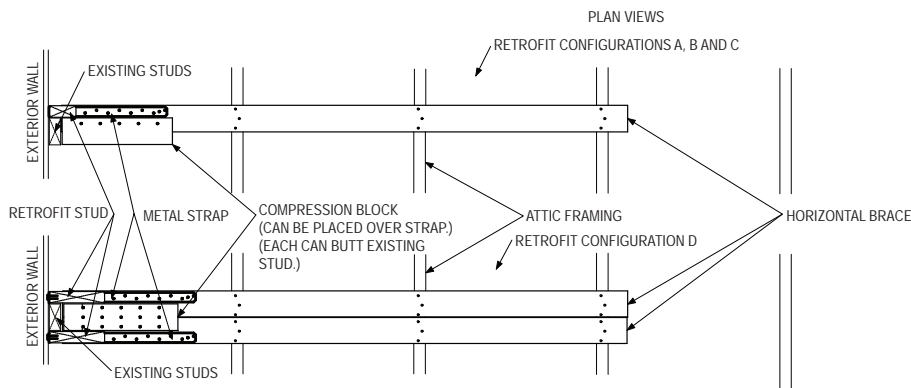 PLAN VIEWS
RETROFIT CONFIGURATIONS A, B AND C
EXISTING STUDS
EXTERIOR WALL
RETROFIT STUD
METAL STRAP
COMPRESSION BLOCK
(CAN BE PLACED OVER STRAP.)
(EACH CAN BUTT EXISTING
STUD.)
ATTIC FRAMING
HORIZONTAL BRACE
RETROFIT CONFIGURATION D
EXTERIOR WALL
EXISTING STUDS